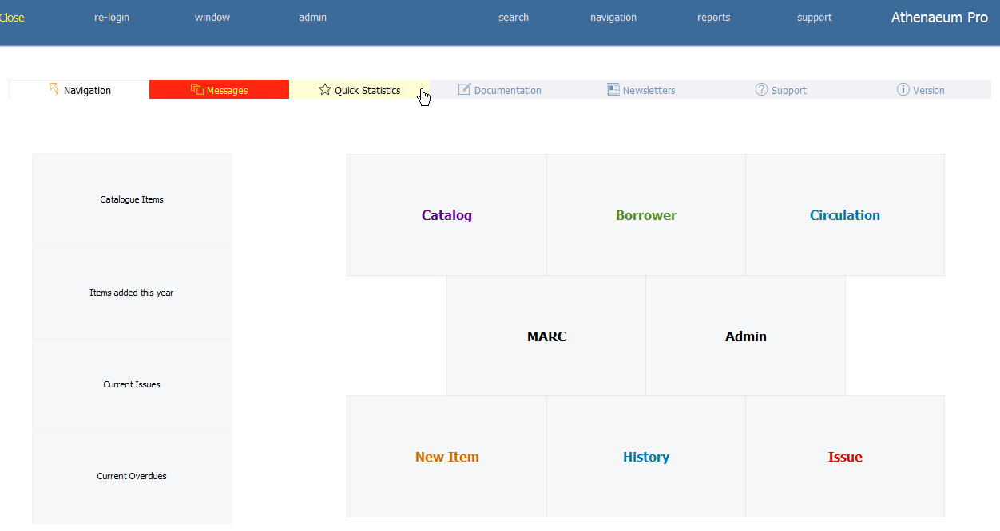 Close re-login window admin search navigation reports support Athenaeum Pro
Navigation Messages Quick Statistics Documentation Newsletters Support Version
Catalogue Items
Items added this year
Current Issues
Current Overdues
Catalog Borrower Circulation
MARC Admin
New Item History Issue